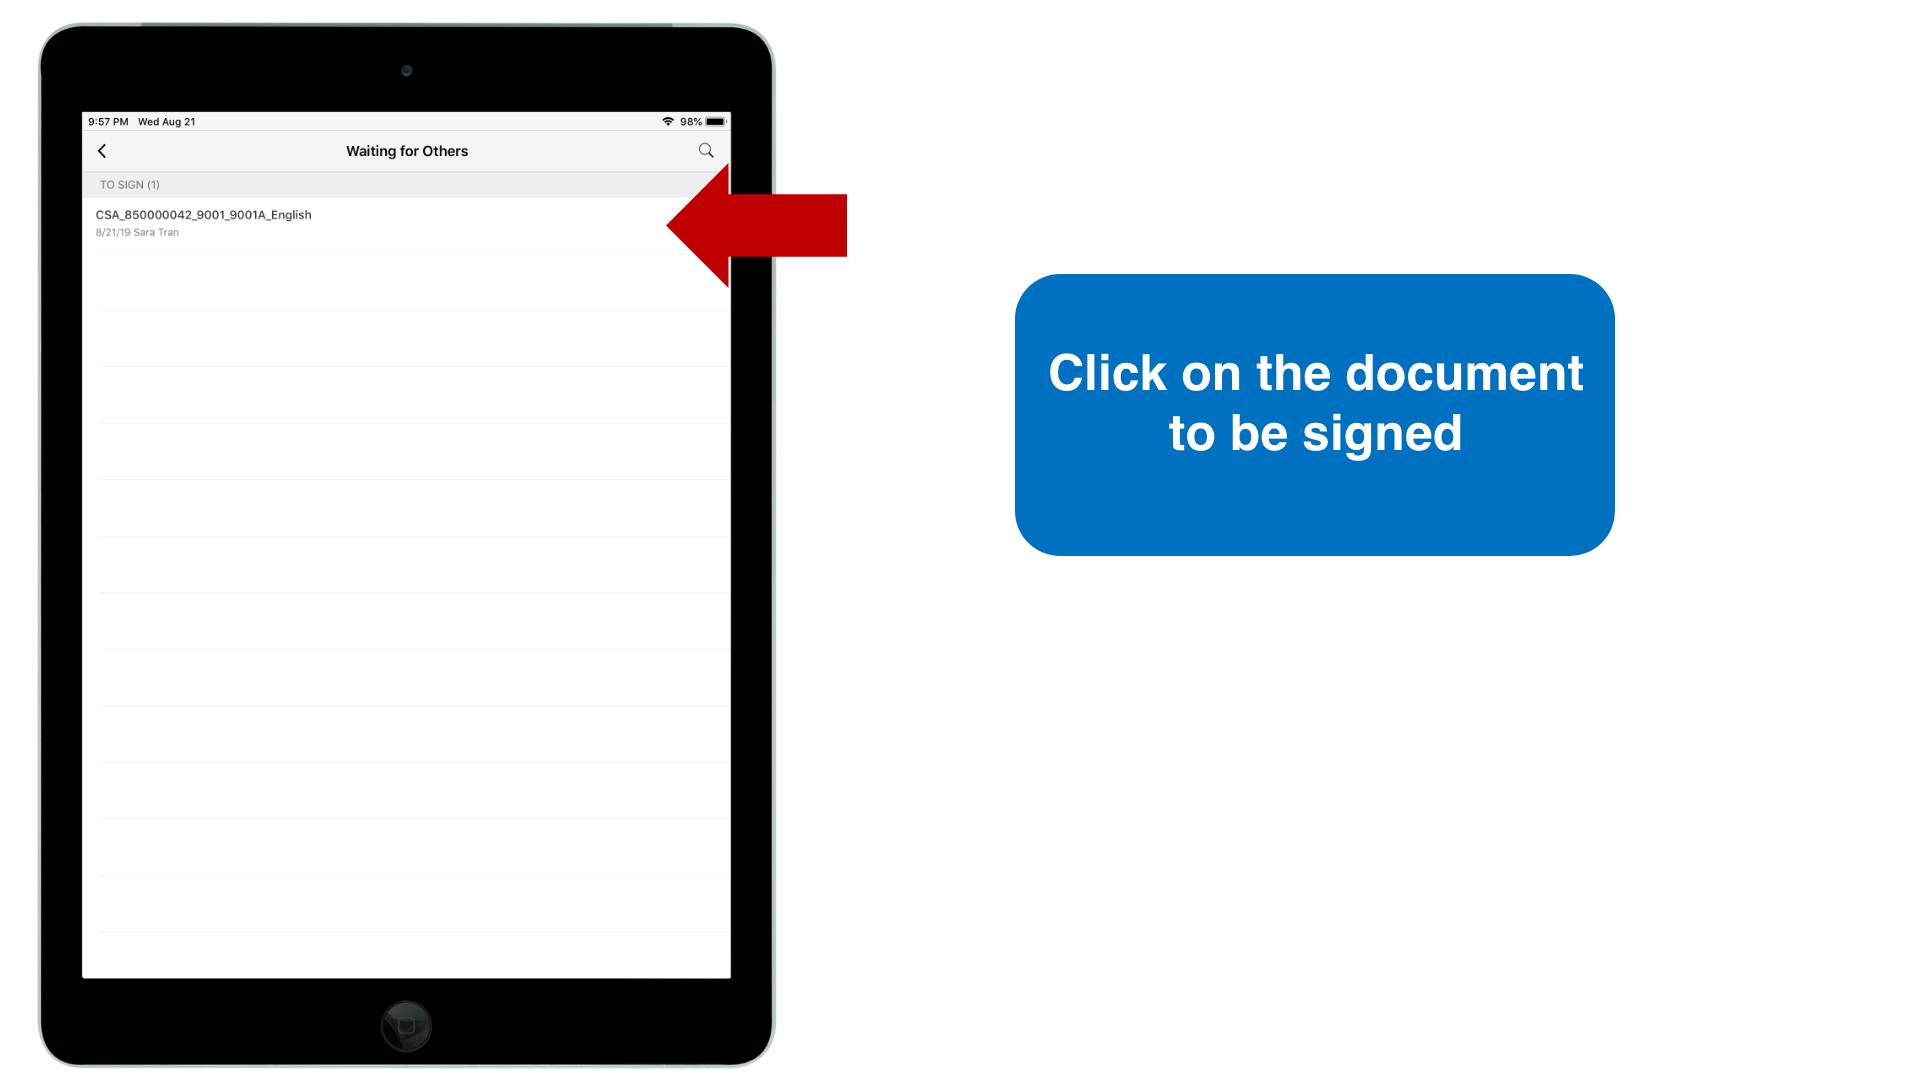 9:57 PM Wed Aug 21 98%
Waiting for Others
TO SIGN (1)
CSA_850000042_9001_9001A_English
8/21/19 Sara Tran
Click on the document
to be signed